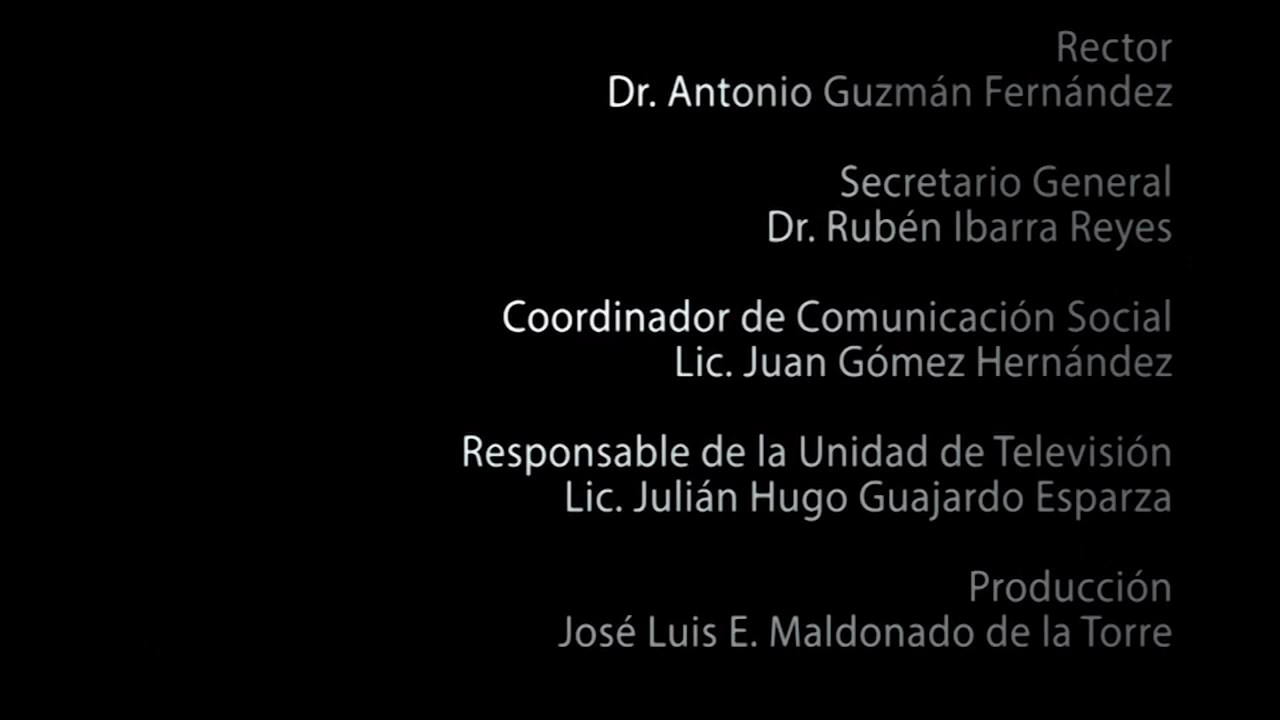 Rector
Dr. Antonio Guzmán Fernández
Secretario General
Dr. Rubén Ibarra Reyes
Coordinador de Comunicación Social
Lic. Juan Gómez Hernández
Responsable de la Unidad de Televisión
Lic. Julián Hugo Guajardo Esparza
Producción
José Luis E. Maldonado de la Torre